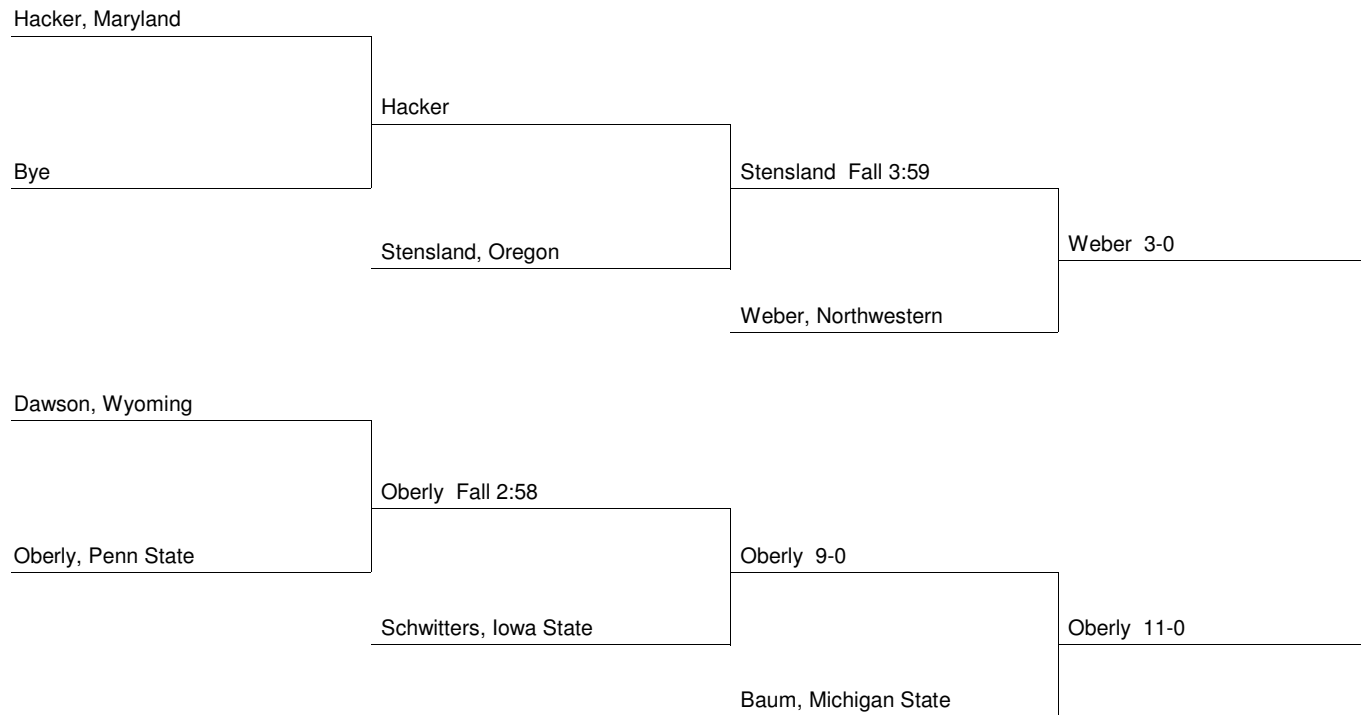 Hacker, Maryland
Hacker
Bye
Stensland  Fall 3:59
Stensland, Oregon
Weber  3-0
Weber, Northwestern
Dawson, Wyoming
Oberly  Fall 2:58
Oberly, Penn State
Oberly  9-0
Schwitters, Iowa State
Oberly  11-0
Baum, Michigan State